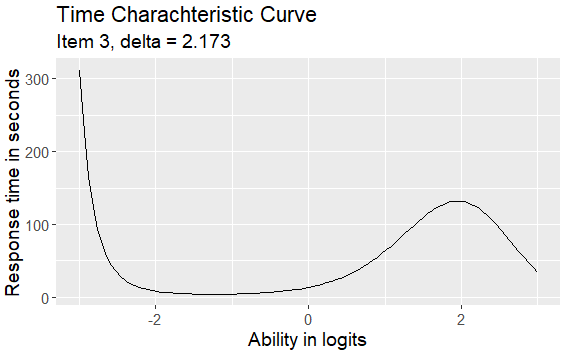 Time Charachteristic Curve
Item 3, delta = 2.173
Response time in seconds
300
200
100
0
-2
0
2
Ability in logits